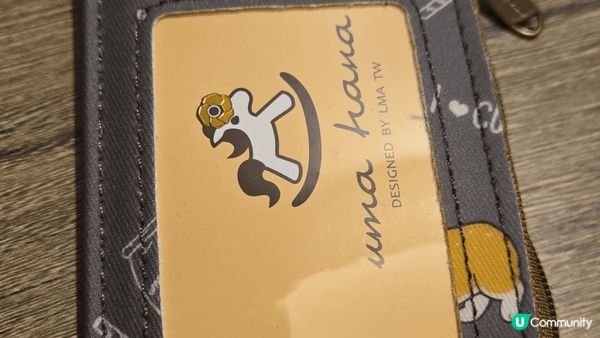 uma hana
DESIGNED BY LMA TW
U Community